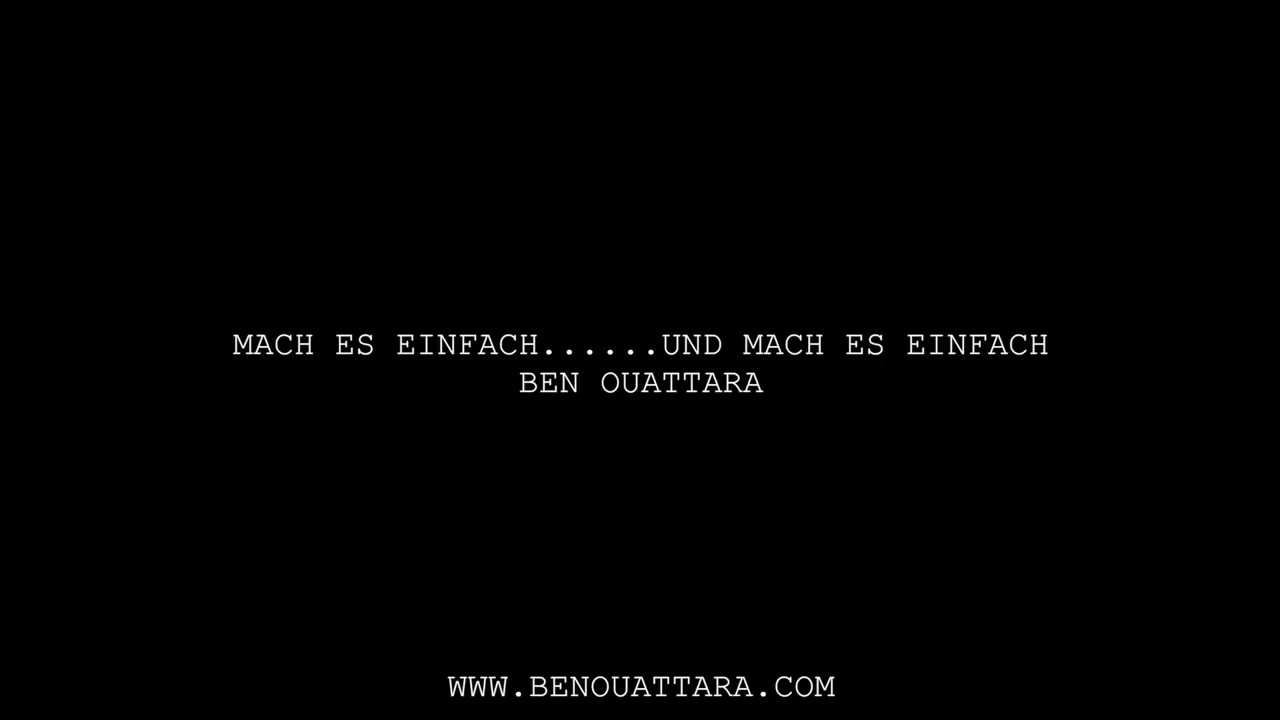 MACH ES EINFACH......UND MACH ES EINFACH
BEN OUATTARA
WWW.BENOUATTARA.COM